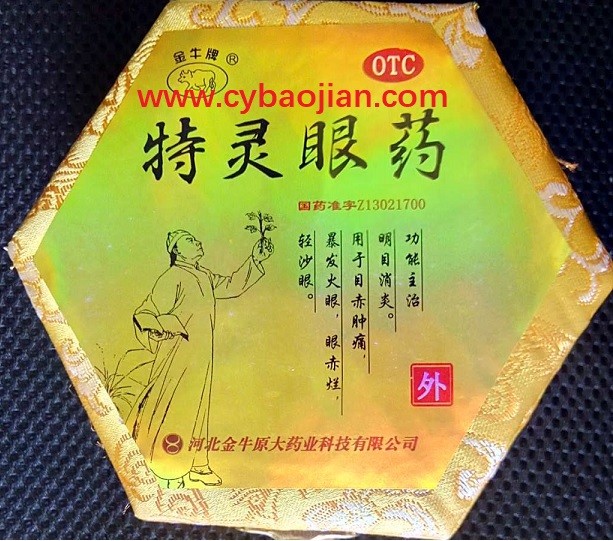 金牛牌
®
OTC
www.cybaojian.com
特灵眼药
国药准字Z13021700
功能主治
明目消炎。
用于目赤肿痛，
暴发火眼，眼赤烂，
轻沙眼。
外
河北金牛原大药业科技有限公司